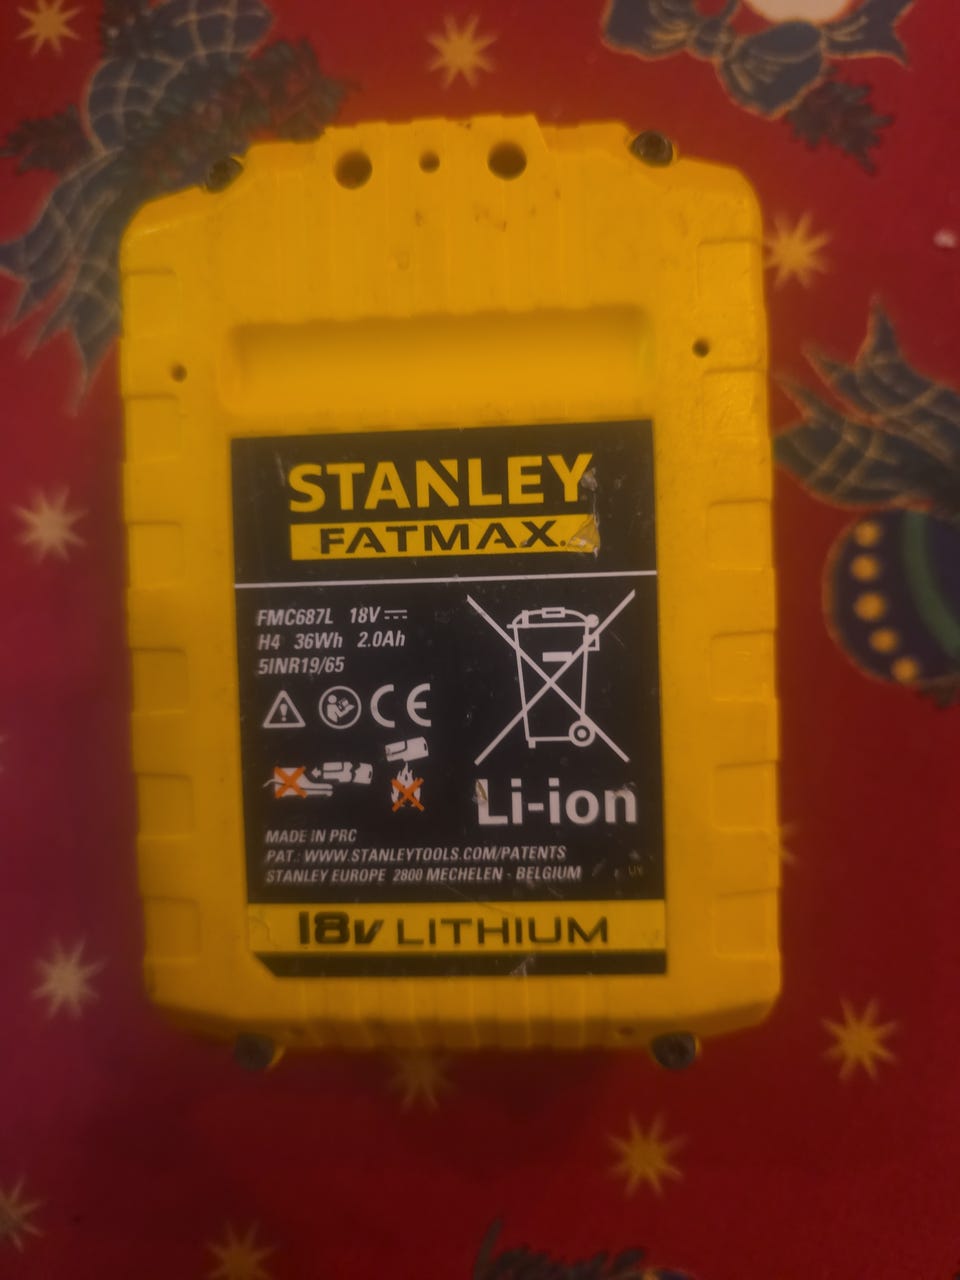 STANLEY
FATMAX.
FMC687L 18V ⎓
H4 36Wh 2.0Ah
5INR19/65
CE
Li-ion
MADE IN PRC
PAT.: WWW.STANLEYTOOLS.COM/PATENTS
STANLEY EUROPE 2800 MECHELEN - BELGIUM
18V LITHIUM